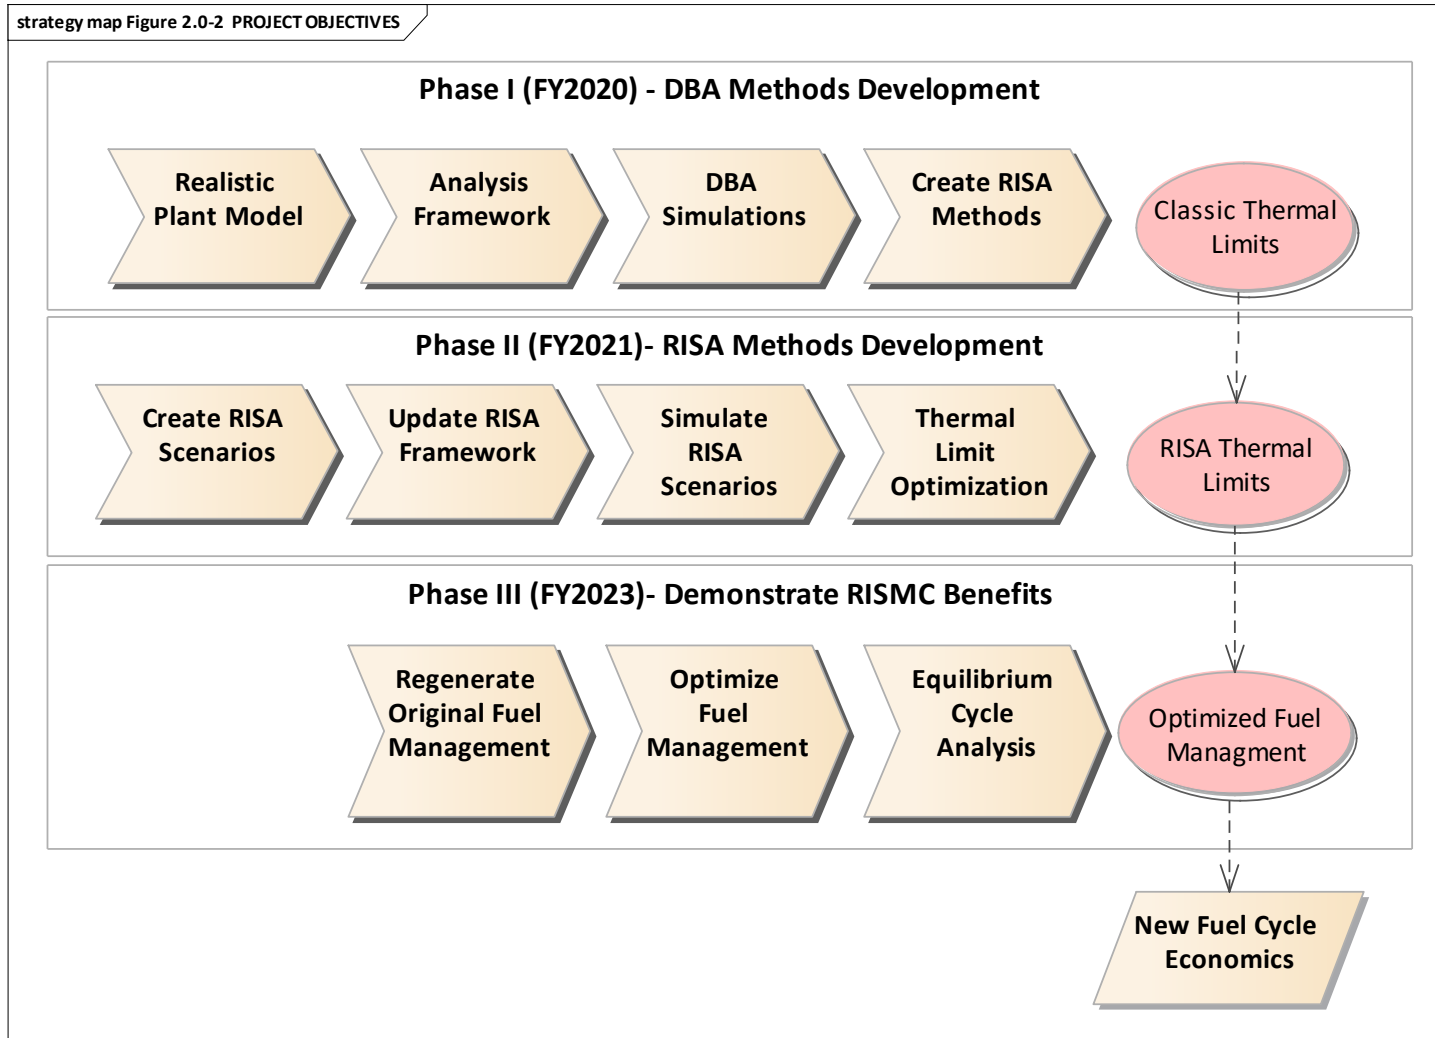 strategy map Figure 2.0-2 PROJECT OBJECTIVES
Phase I (FY2020) - DBA Methods Development
Realistic
Plant Model
Analysis
Framework
DBA
Simulations
Create RISA
Methods
Classic Thermal
Limits
Phase II (FY2021)- RISA Methods Development
Create RISA
Scenarios
Update RISA
Framework
Simulate
RISA
Scenarios
Thermal
Limit
Optimization
RISA Thermal
Limits
Phase III (FY2023)- Demonstrate RISMC Benefits
Regenerate
Original Fuel
Management
Optimize
Fuel
Management
Equilibrium
Cycle
Analysis
Optimized Fuel
Managment
New Fuel Cycle
Economics